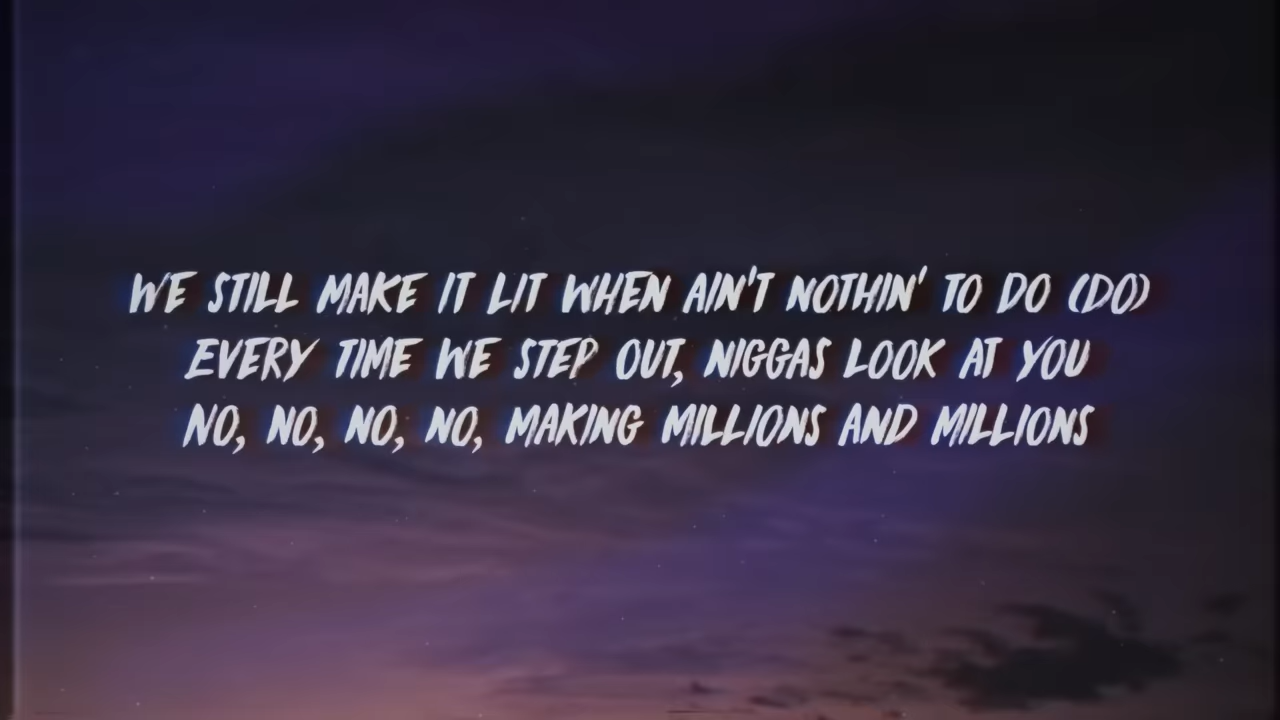 WE STILL MAKE IT LIT WHEN AIN'T NOTHIN' TO DO (DO)
EVERY TIME WE STEP OUT, NIGGAS LOOK AT YOU
NO, NO, NO, NO, MAKING MILLIONS AND MILLIONS